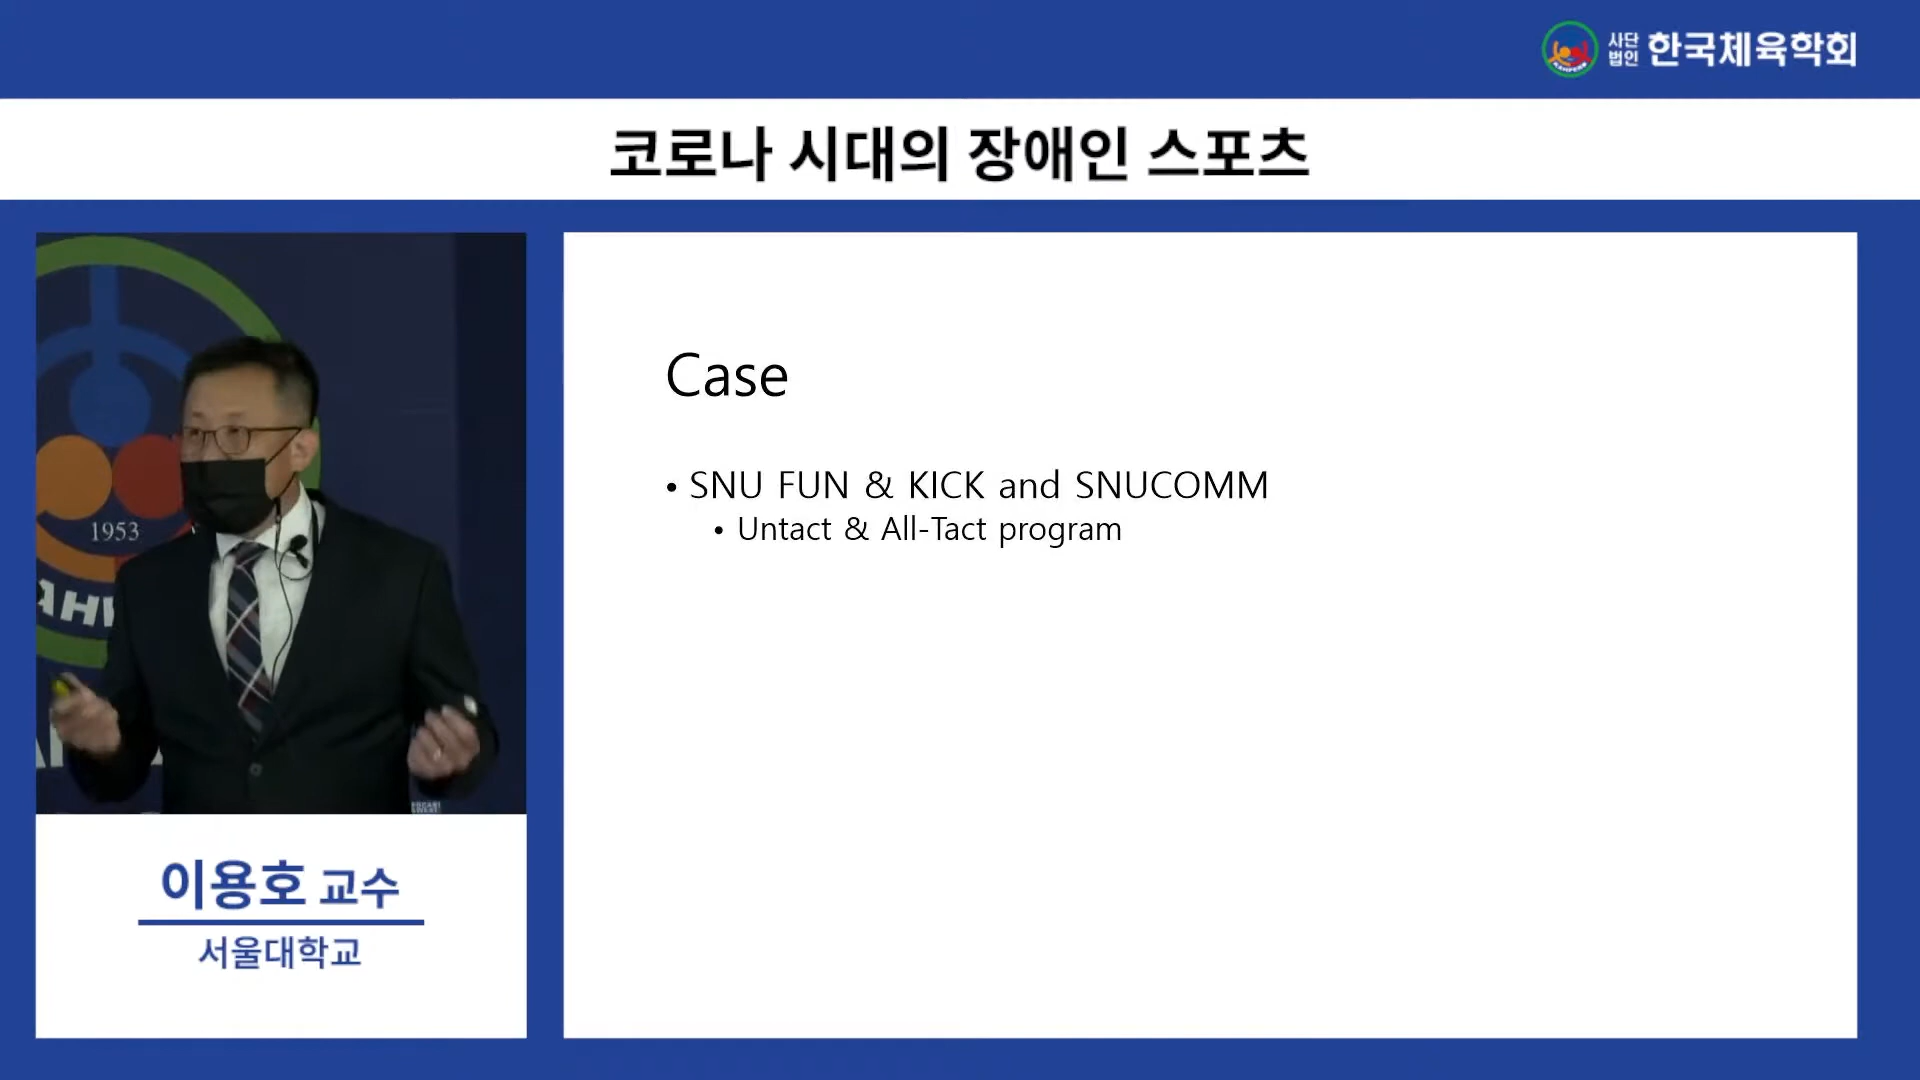 사단
법인 한국체육학회
코로나 시대의 장애인 스포츠
1953
Case
• SNU FUN & KICK and SNUCOMM
• Untact & All-Tact program
이용호 교수
서울대학교